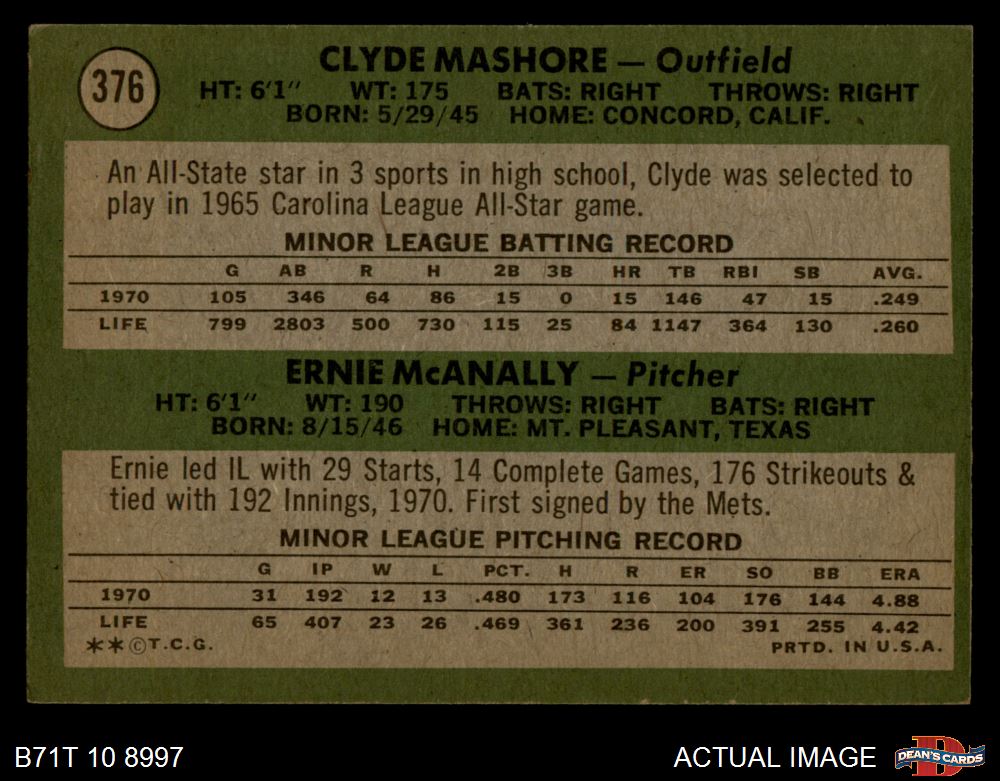 376
CLYDE MASHORE — Outfield
HT: 6'1" WT: 175 BATS: RIGHT THROWS: RIGHT
BORN: 5/29/45 HOME: CONCORD, CALIF.
An All-State star in 3 sports in high school, Clyde was selected to
play in 1965 Carolina League All-Star game.
MINOR LEAGUE BATTING RECORD
G AB R H 2B 3B HR TB RBI SB AVG.
1970 105 346 64 86 15 0 15 146 47 15 .249
LIFE 799 2803 500 730 115 25 84 1147 364 130 .260
ERNIE McANALLY — Pitcher
HT: 6'1" WT: 190 THROWS: RIGHT BATS: RIGHT
BORN: 8/15/46 HOME: MT. PLEASANT, TEXAS
Ernie led IL with 29 Starts, 14 Complete Games, 176 Strikeouts &
tied with 192 Innings, 1970. First signed by the Mets.
MINOR LEAGUE PITCHING RECORD
G IP W L PCT. H R ER SO BB ERA
1970 31 192 12 13 .480 173 116 104 176 144 4.88
LIFE 65 407 23 26 .469 361 236 200 391 255 4.42
**©T.C.G. PRTD. IN U.S.A.
B71T 10 8997 ACTUAL IMAGE D DEAN'S CARDS